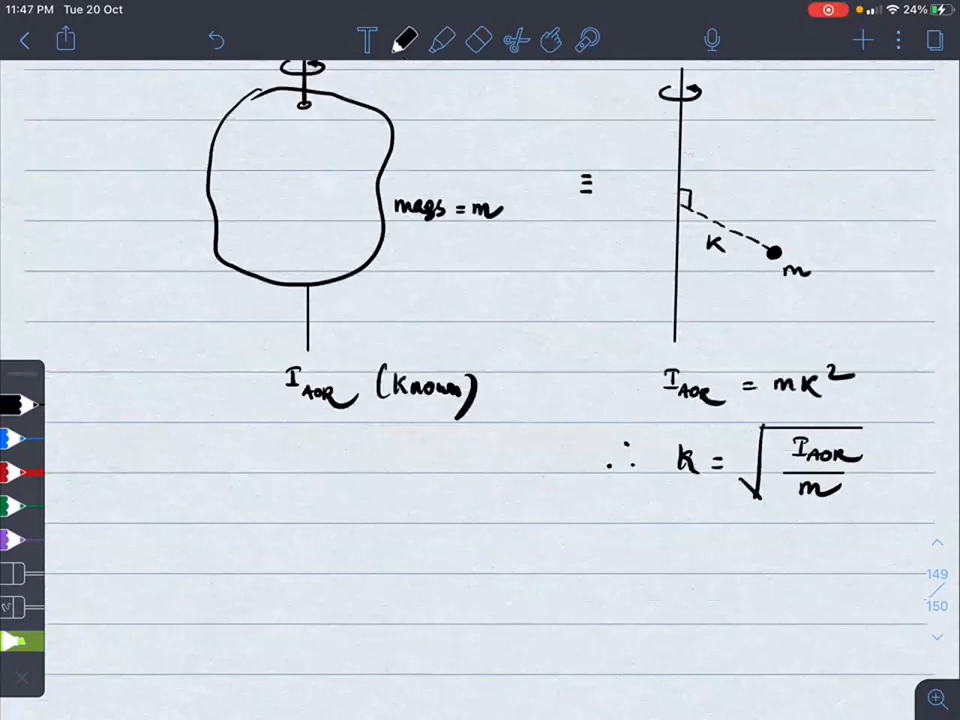 11:47 PM Tue 20 Oct 24%
T
mass = m
≡
K
m
I_AOR (Known)
I_AOR = mK²
∴ K = √(I_AOR / m)
149
150